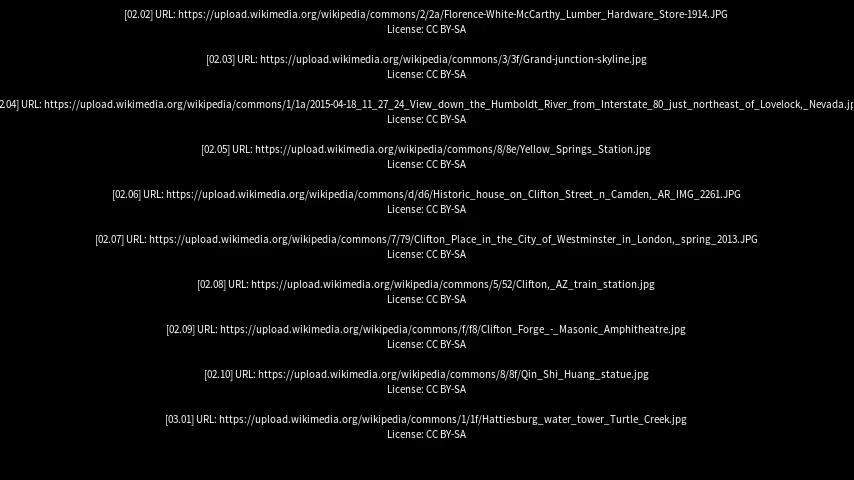 [02.02] URL: https://upload.wikimedia.org/wikipedia/commons/2/2a/Florence-White-McCarthy_Lumber_Hardware_Store-1914.JPG
License: CC BY-SA
[02.03] URL: https://upload.wikimedia.org/wikipedia/commons/3/3f/Grand-junction-skyline.jpg
License: CC BY-SA
2.04] URL: https://upload.wikimedia.org/wikipedia/commons/1/1a/2015-04-18_11_27_24_View_down_the_Humboldt_River_from_Interstate_80_just_northeast_of_Lovelock,_Nevada.jp
License: CC BY-SA
[02.05] URL: https://upload.wikimedia.org/wikipedia/commons/8/8e/Yellow_Springs_Station.jpg
License: CC BY-SA
[02.06] URL: https://upload.wikimedia.org/wikipedia/commons/d/d6/Historic_house_on_Clifton_Street_n_Camden,_AR_IMG_2261.JPG
License: CC BY-SA
[02.07] URL: https://upload.wikimedia.org/wikipedia/commons/7/79/Clifton_Place_in_the_City_of_Westminster_in_London,_spring_2013.JPG
License: CC BY-SA
[02.08] URL: https://upload.wikimedia.org/wikipedia/commons/5/52/Clifton,_AZ_train_station.jpg
License: CC BY-SA
[02.09] URL: https://upload.wikimedia.org/wikipedia/commons/f/f8/Clifton_Forge_-_Masonic_Amphitheatre.jpg
License: CC BY-SA
[02.10] URL: https://upload.wikimedia.org/wikipedia/commons/8/8f/Qin_Shi_Huang_statue.jpg
License: CC BY-SA
[03.01] URL: https://upload.wikimedia.org/wikipedia/commons/1/1f/Hattiesburg_water_tower_Turtle_Creek.jpg
License: CC BY-SA